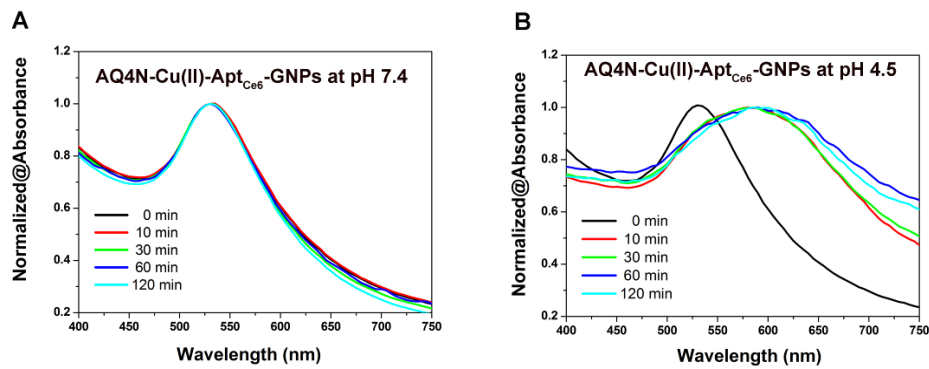 A
AQ4N-Cu(II)-AptCe6-GNPs at pH 7.4
Normalized@Absorbance
1.2
1.0
0.8
0.6
0.4
0.2
0 min
10 min
30 min
60 min
120 min
400 450 500 550 600 650 700 750
Wavelength (nm)
B
AQ4N-Cu(II)-AptCe6-GNPs at pH 4.5
Normalized@Absorbance
1.2
1.0
0.8
0.6
0.4
0.2
0 min
10 min
30 min
60 min
120 min
400 450 500 550 600 650 700 750
Wavelength (nm)